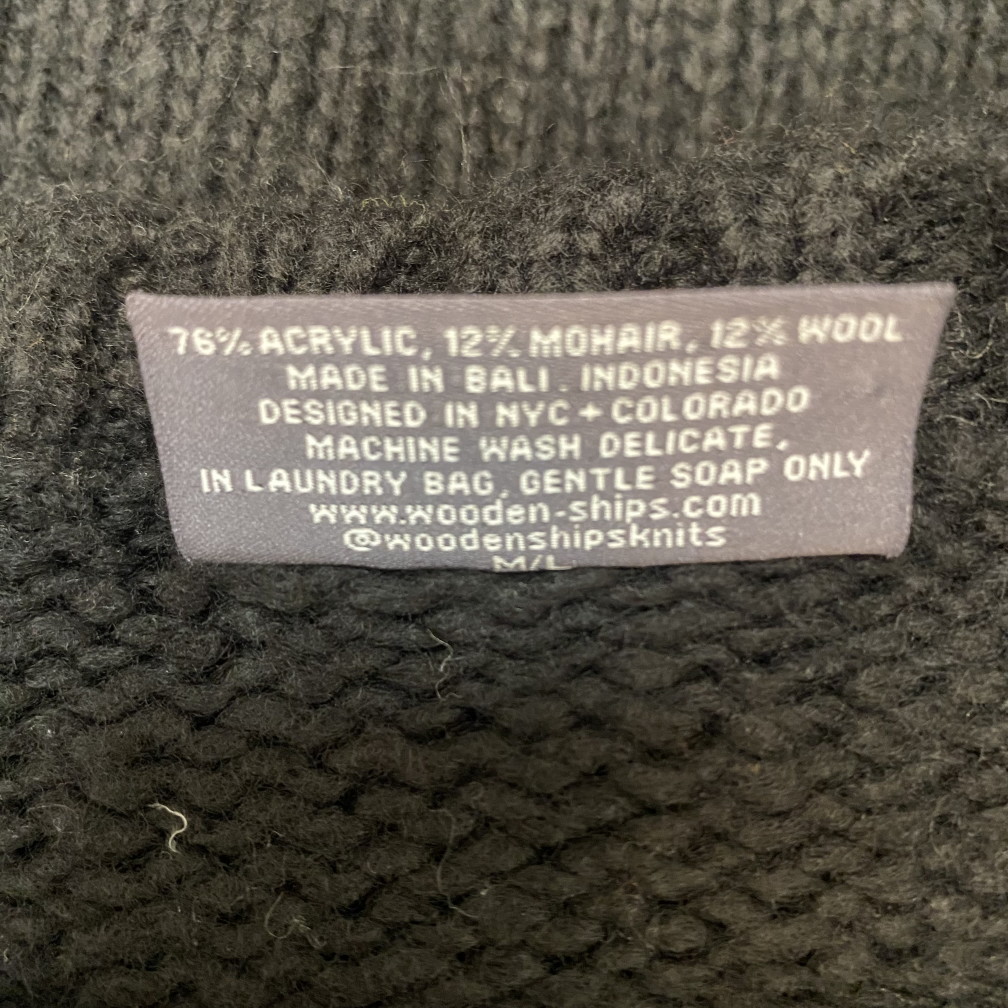 76% ACRYLIC, 12% MOHAIR, 12% WOOL
MADE IN BALI, INDONESIA
DESIGNED IN NYC + COLORADO
MACHINE WASH DELICATE,
IN LAUNDRY BAG, GENTLE SOAP ONLY
www.wooden-ships.com
@woodenshipsknits
M/L